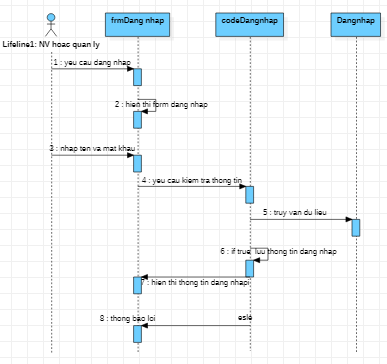 frmDang nhap
codeDangnhap
Dangnhap
Lifeline1: NV hoac quan ly
1 : yeu cau dang nhap
2 : hien thi form dang nhap
3 : nhap ten va mat khau
4 : yeu cau kiem tra thong tin
5 : truy van du lieu
6 : if true, luu thong tin dang nhap
7 : hien thi thong tin dang nhapi
8 : thong bao loi
esle